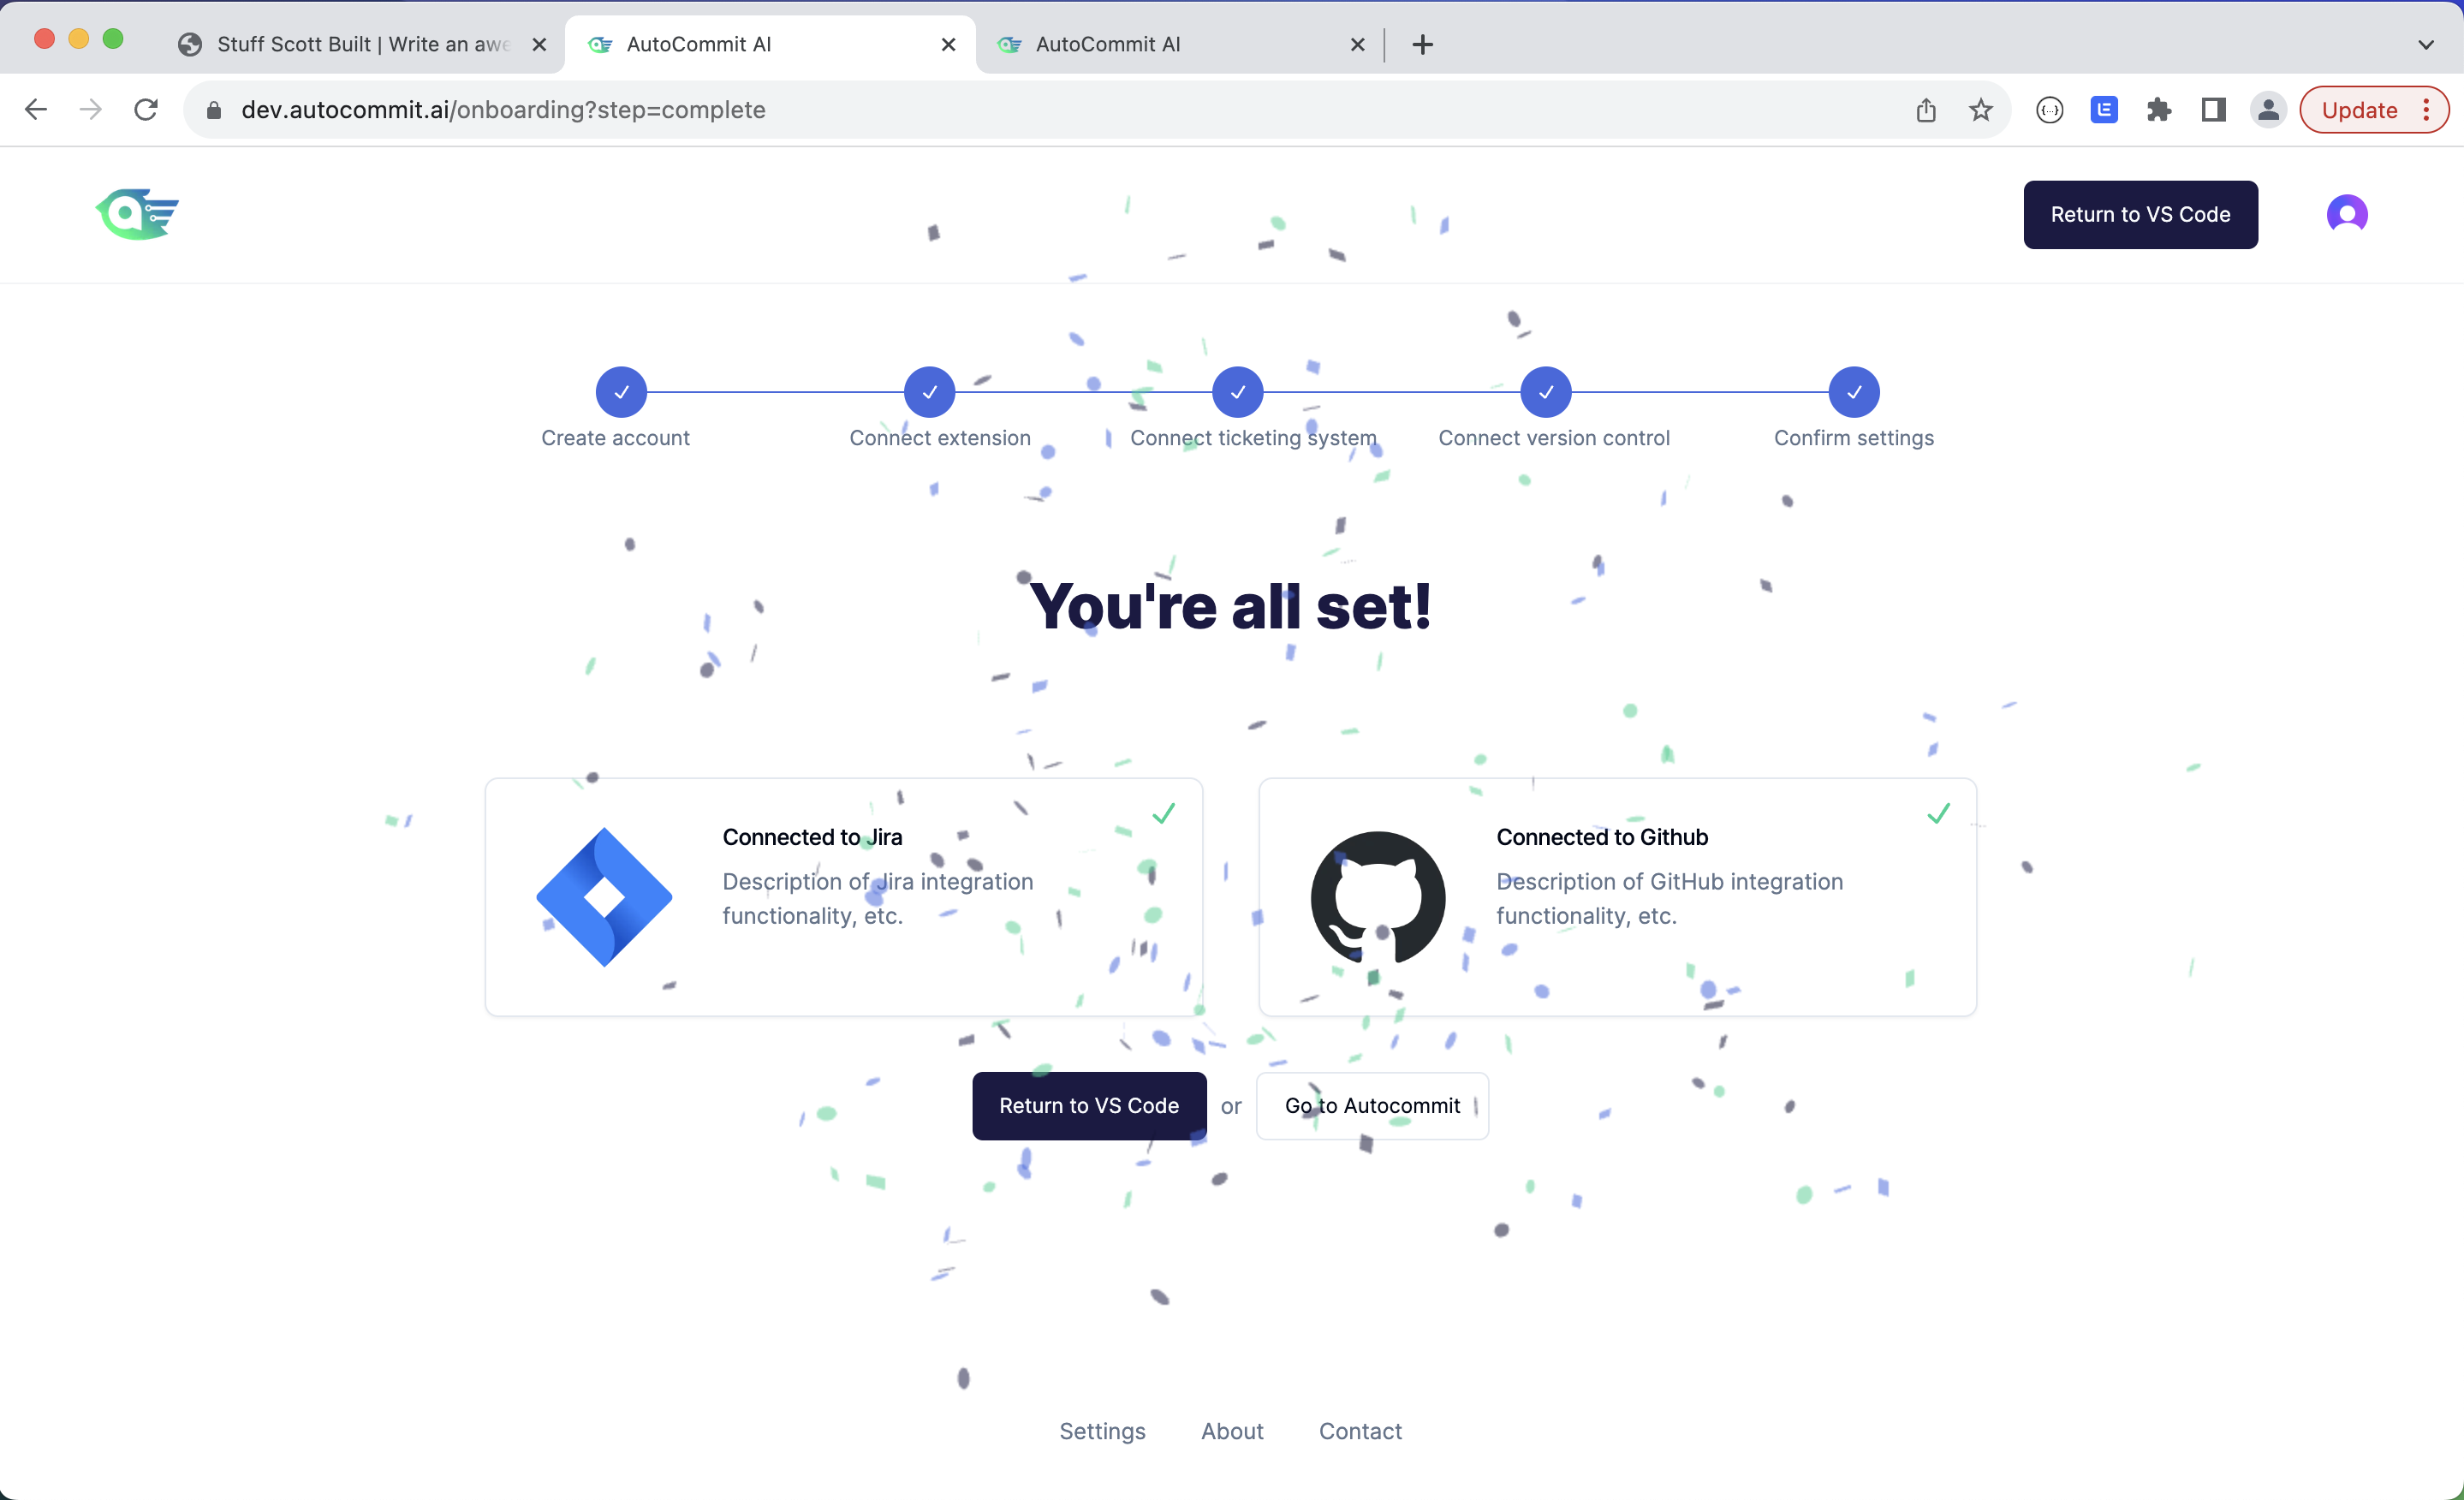 Stuff Scott Built | Write an awe
AutoCommit AI
AutoCommit AI
dev.autocommit.ai/onboarding?step=complete
Update
Return to VS Code
Create account
Connect extension
Connect ticketing system
Connect version control
Confirm settings
You're all set!
Connected to Jira
Description of Jira integration
functionality, etc.
Connected to Github
Description of GitHub integration
functionality, etc.
Return to VS Code
or
Go to Autocommit
Settings
About
Contact